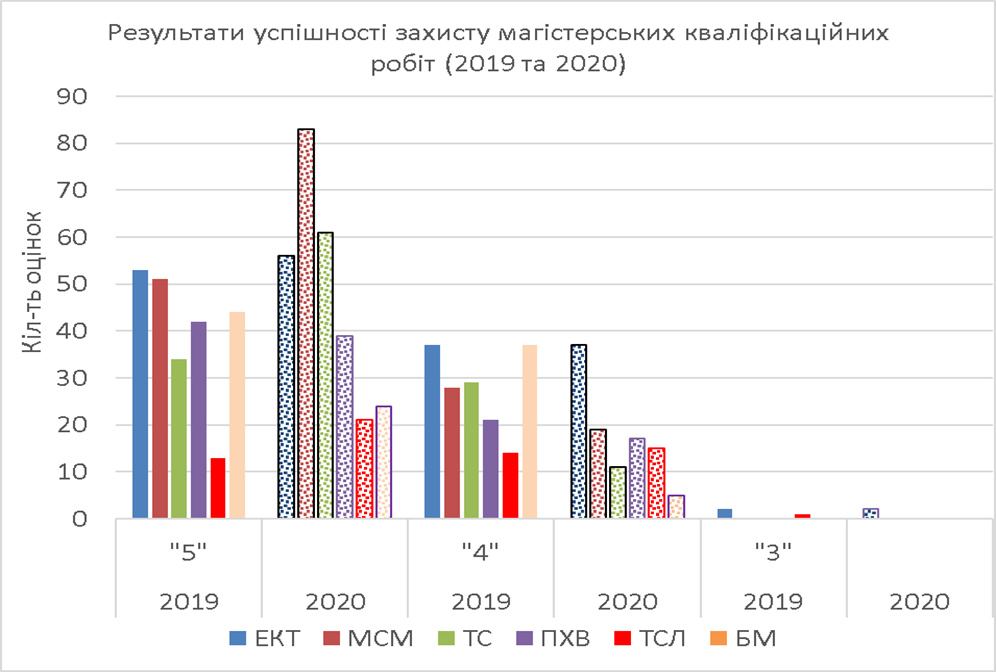 Результати успішності захисту магістерських кваліфікаційних
робіт (2019 та 2020)
Кіл-ть оцінок
90
80
70
60
50
40
30
20
10
0
"5" "4" "3"
2019 2020 2019 2020 2019 2020
ЕКТ МСМ ТС ПХВ ТСЛ БМ